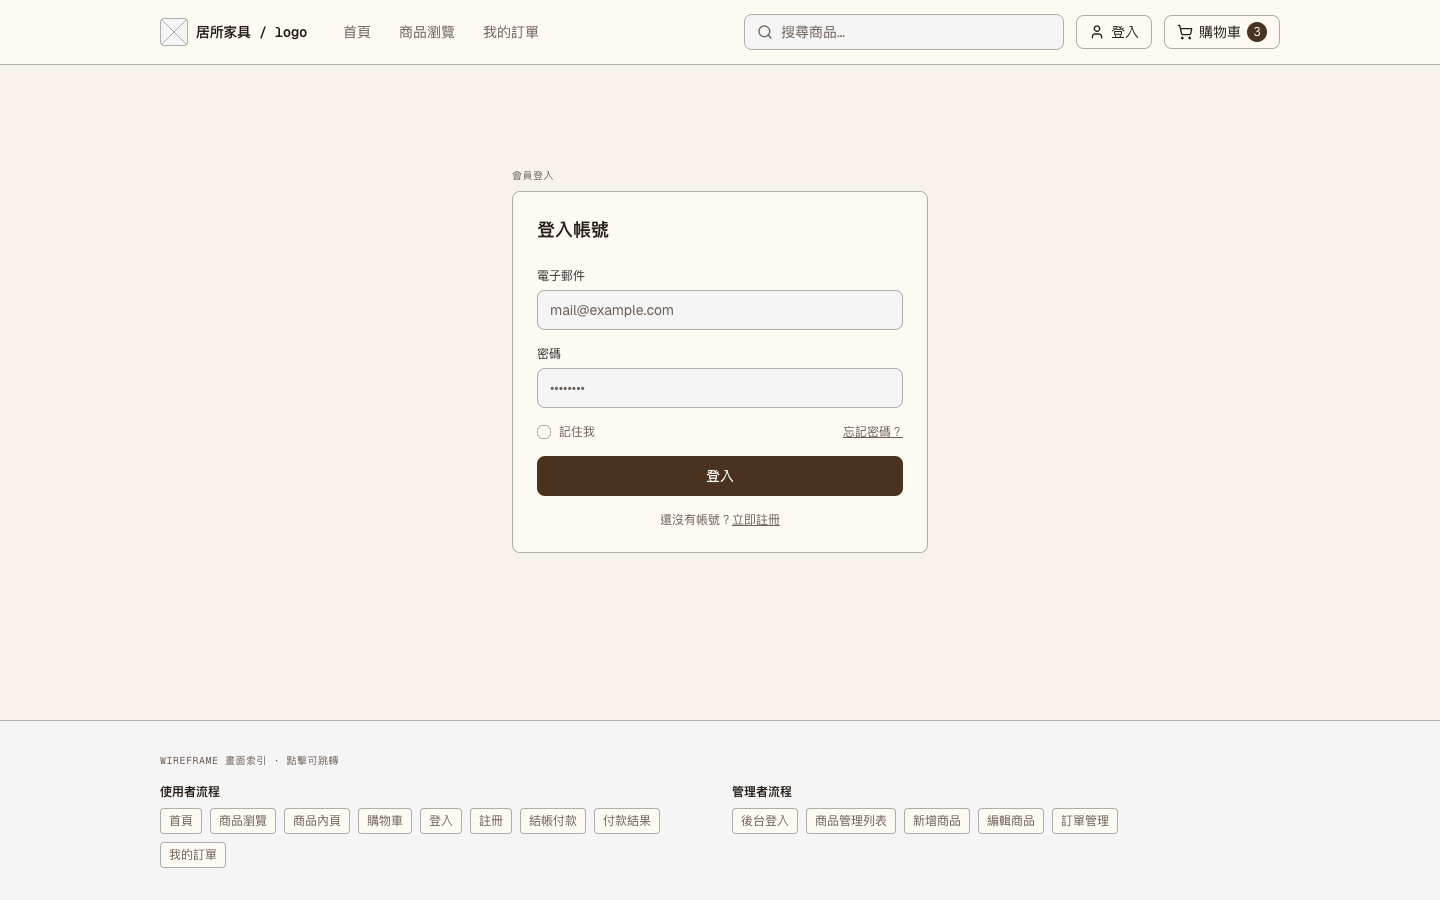 居所家具 / logo 首頁 商品瀏覽 我的訂單 搜尋商品… 登入 購物車 3
會員登入
登入帳號
電子郵件
mail@example.com
密碼
••••••••
記住我 忘記密碼？
登入
還沒有帳號？立即註冊
WIREFRAME 畫面索引 · 點擊可跳轉
使用者流程
首頁 商品瀏覽 商品內頁 購物車 登入 註冊 結帳付款 付款結果
我的訂單
管理者流程
後台登入 商品管理列表 新增商品 編輯商品 訂單管理